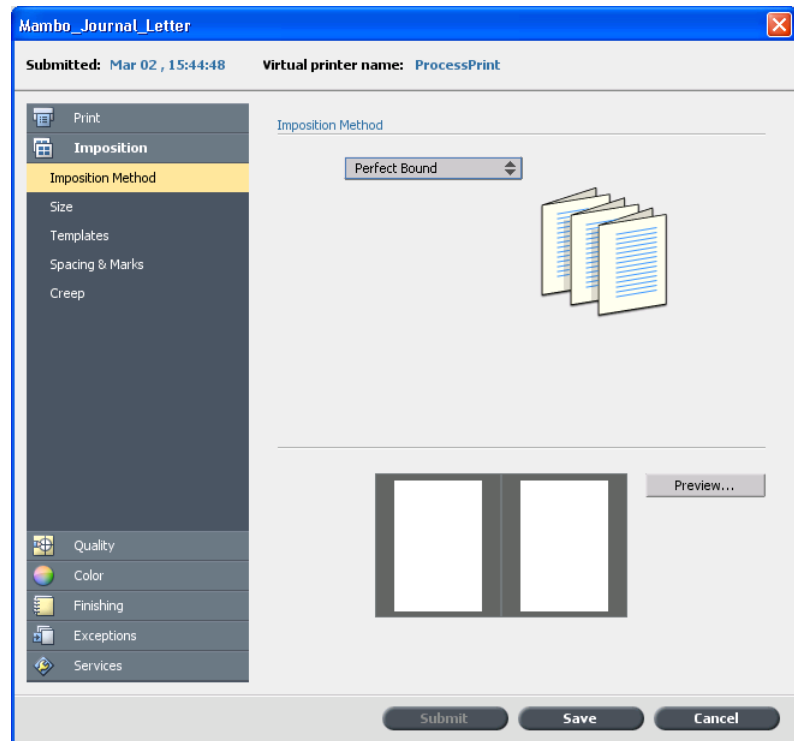 Mambo_Journal_Letter
Submitted: Mar 02 , 15:44:48 Virtual printer name: ProcessPrint
Print
Imposition
Imposition Method
Size
Templates
Spacing & Marks
Creep
Quality
Color
Finishing
Exceptions
Services
Imposition Method
Perfect Bound
Preview...
Submit Save Cancel